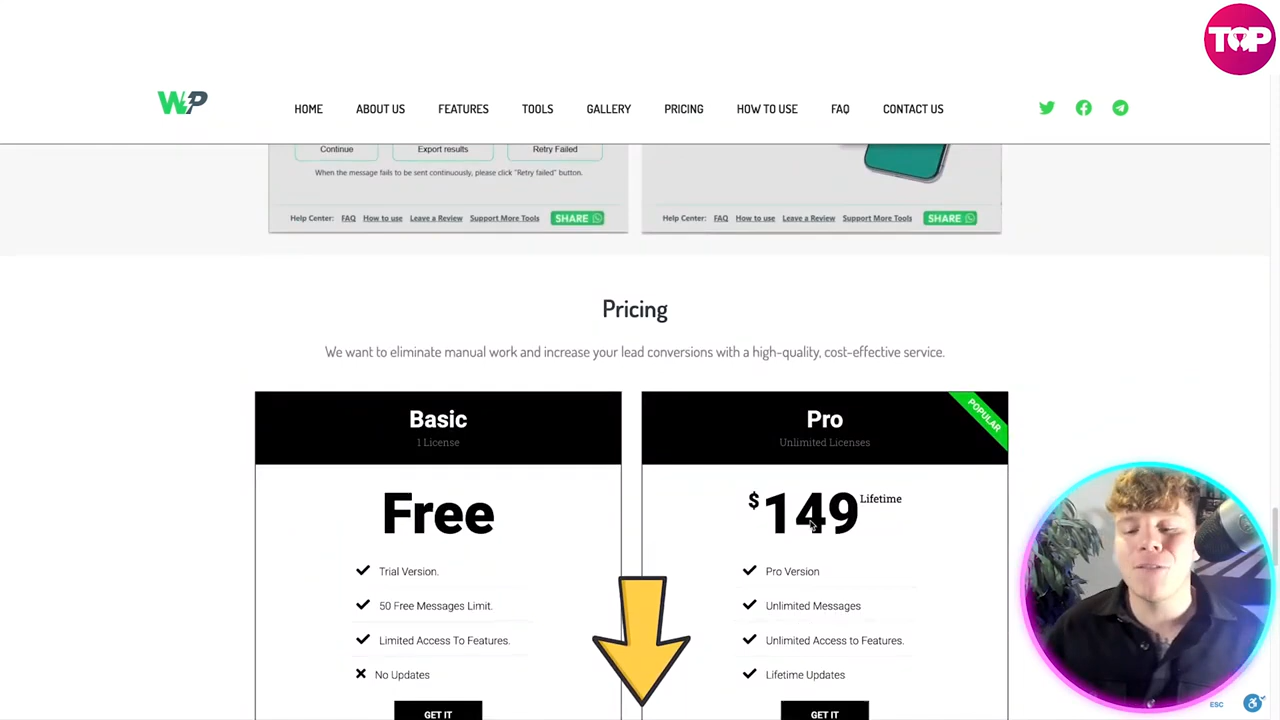 TOP
WP
HOME ABOUT US FEATURES TOOLS GALLERY PRICING HOW TO USE FAQ CONTACT US
Continue Export results Retry Failed
When the message fails to be sent continuously, please click "Retry failed" button.
Help Center: FAQ How to use Leave a Review Support More Tools SHARE
Help Center: FAQ How to use Leave a Review Support More Tools SHARE
Pricing
We want to eliminate manual work and increase your lead conversions with a high-quality, cost-effective service.
Basic
1 License
Free
Trial Version.
50 Free Messages Limit.
Limited Access To Features.
No Updates
GET IT
Pro
Unlimited Licenses
POPULAR
$149 Lifetime
Pro Version
Unlimited Messages
Unlimited Access to Features.
Lifetime Updates
GET IT
ESC